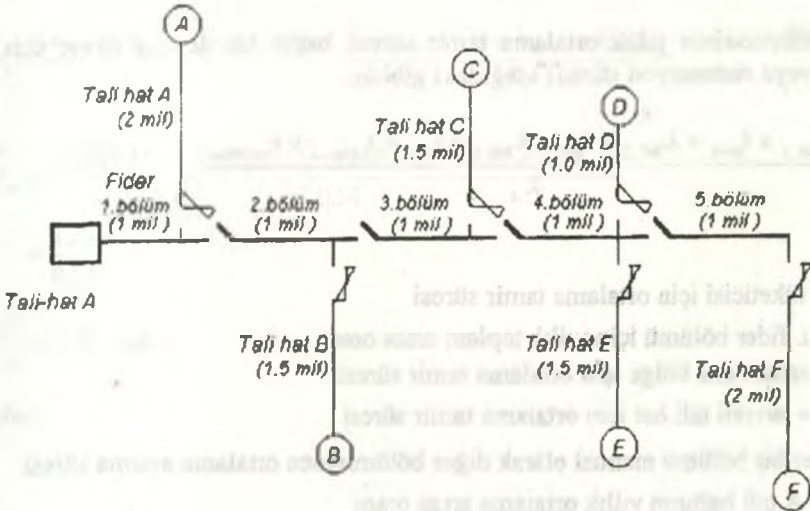 A
Tali hat A
(2 mil)
C
Tali hat C
(1.5 mil)
D
Tali hat D
(1.0 mil)
Fider
1.bölüm
(1 mil)
2.bölüm
(1 mil)
3.bölüm
(1 mil)
4.bölüm
(1 mil)
5.bölüm
(1 mil)
Tali-hat A
Tali hat B
(1.5 mil)
Tali hat E
(1.5 mil)
Tali hat F
(2 mil)
B
E
F